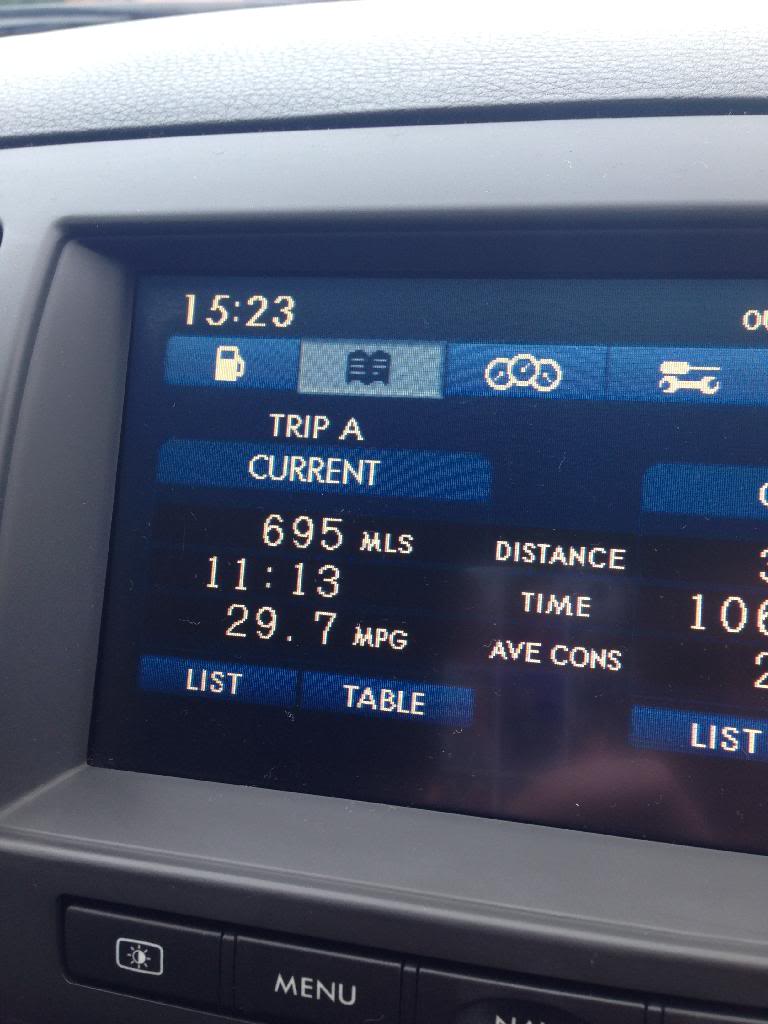 15:23
TRIP A
CURRENT
695 MLS DISTANCE
11:13 TIME 106
29.7 MPG AVE CONS
LIST TABLE LIST
MENU